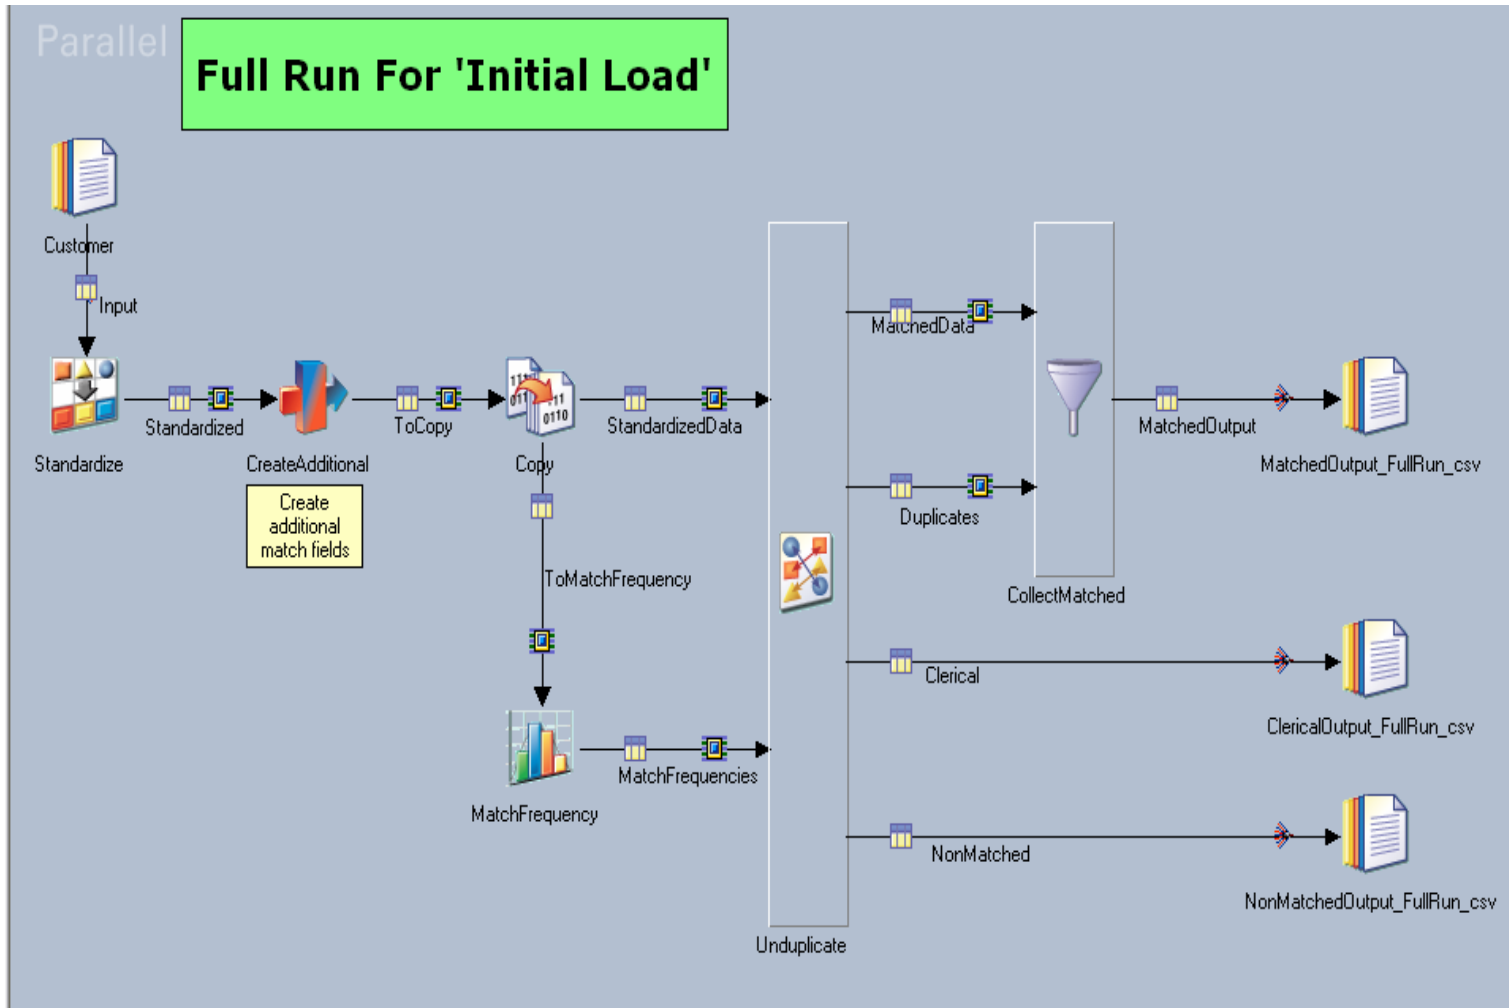 Parallel
Full Run For 'Initial Load'
Customer
Input
Standardize
Standardized
CreateAdditional
Create
additional
match fields
ToCopy
Copy
StandardizedData
ToMatchFrequency
MatchFrequency
MatchFrequencies
Unduplicate
MatchedData
Duplicates
CollectMatched
MatchedOutput
MatchedOutput_FullRun_csv
Clerical
ClericalOutput_FullRun_csv
NonMatched
NonMatchedOutput_FullRun_csv